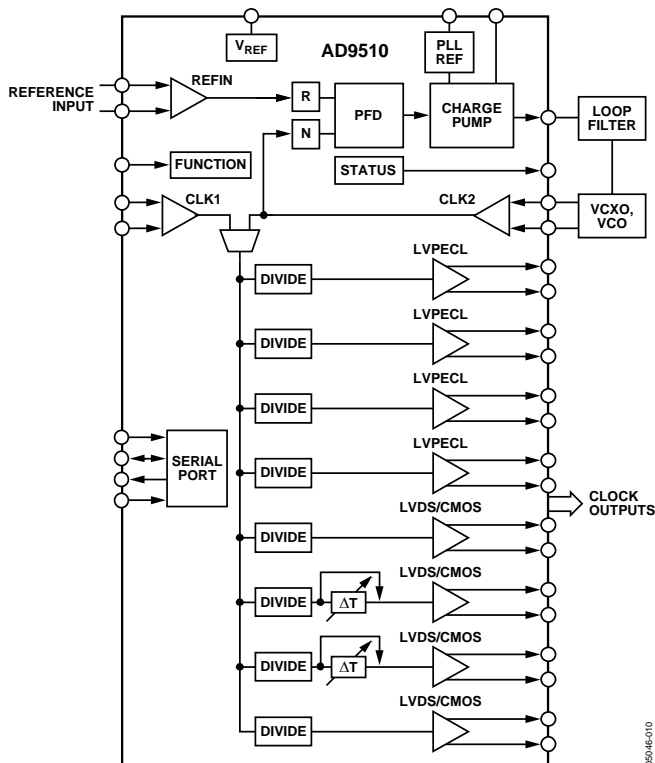 VREF
AD9510
PLL
REF
REFERENCE
INPUT
REFIN
R
PFD
CHARGE
PUMP
LOOP
FILTER
N
FUNCTION
STATUS
CLK1
CLK2
VCXO,
VCO
LVPECL
DIVIDE
LVPECL
DIVIDE
LVPECL
DIVIDE
LVPECL
SERIAL
PORT
DIVIDE
CLOCK
OUTPUTS
LVDS/CMOS
DIVIDE
LVDS/CMOS
DIVIDE
ΔT
LVDS/CMOS
DIVIDE
ΔT
LVDS/CMOS
DIVIDE
05046-010